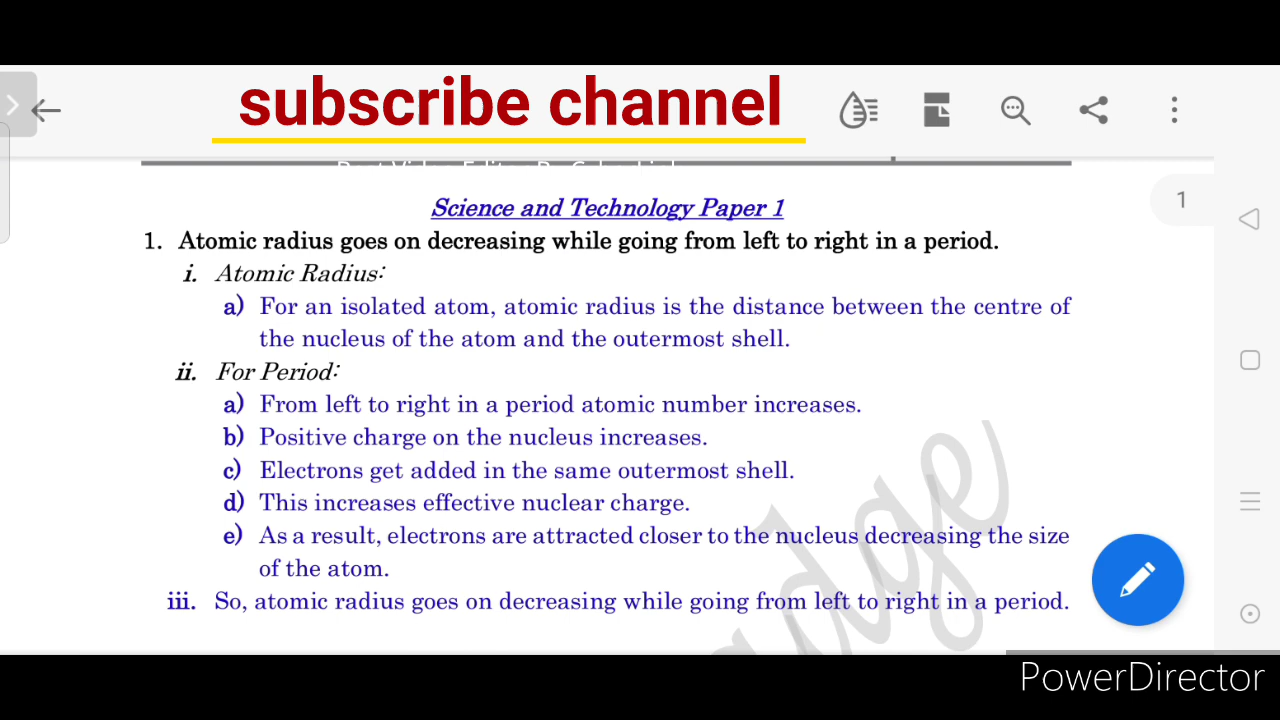 subscribe channel
Science and Technology Paper 1
1
1. Atomic radius goes on decreasing while going from left to right in a period.
i. Atomic Radius:
a) For an isolated atom, atomic radius is the distance between the centre of
the nucleus of the atom and the outermost shell.
ii. For Period:
a) From left to right in a period atomic number increases.
b) Positive charge on the nucleus increases.
c) Electrons get added in the same outermost shell.
d) This increases effective nuclear charge.
e) As a result, electrons are attracted closer to the nucleus decreasing the size
of the atom.
iii. So, atomic radius goes on decreasing while going from left to right in a period.
PowerDirector